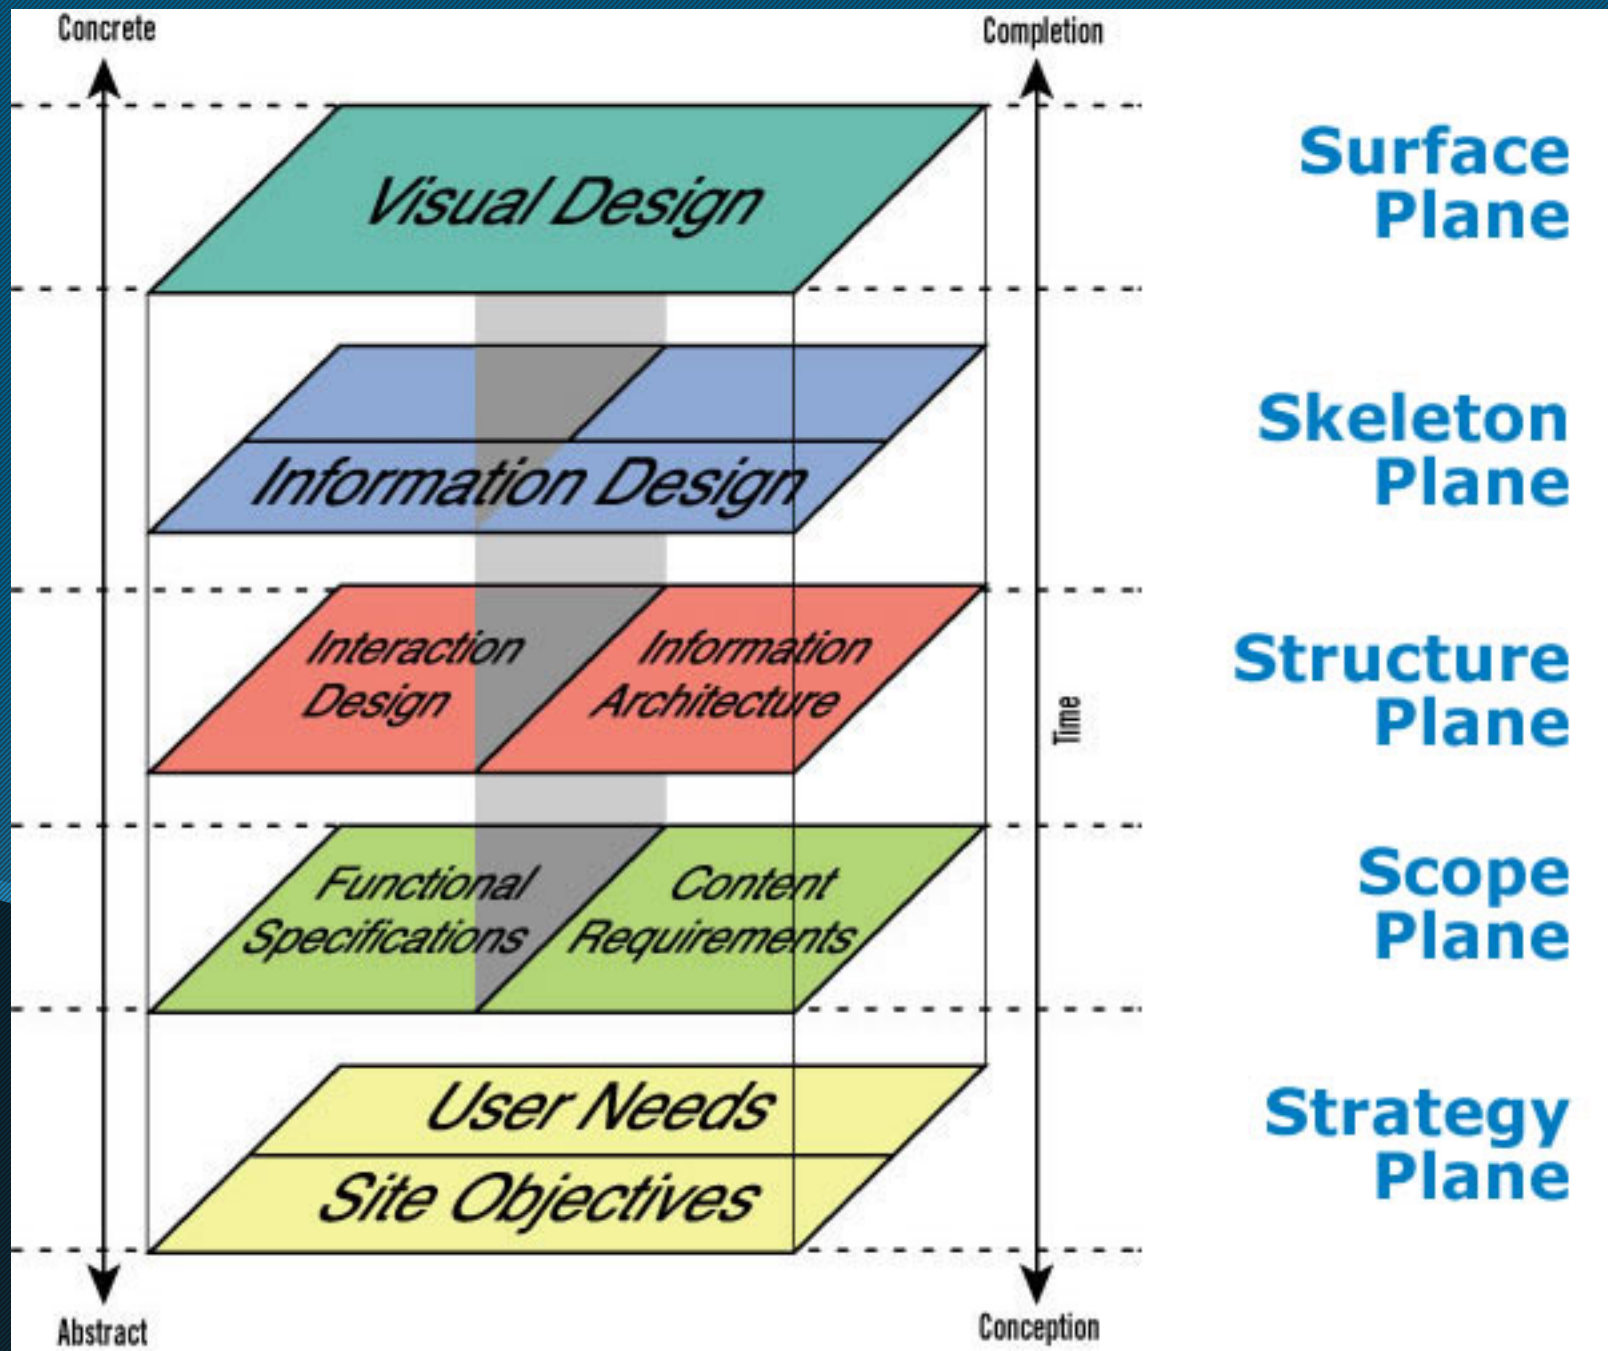 Concrete
Completion
Visual Design
Surface
Plane
Information Design
Skeleton
Plane
Interaction
Design
Information
Architecture
Structure
Plane
Time
Functional
Specifications
Content
Requirements
Scope
Plane
User Needs
Site Objectives
Strategy
Plane
Abstract
Conception